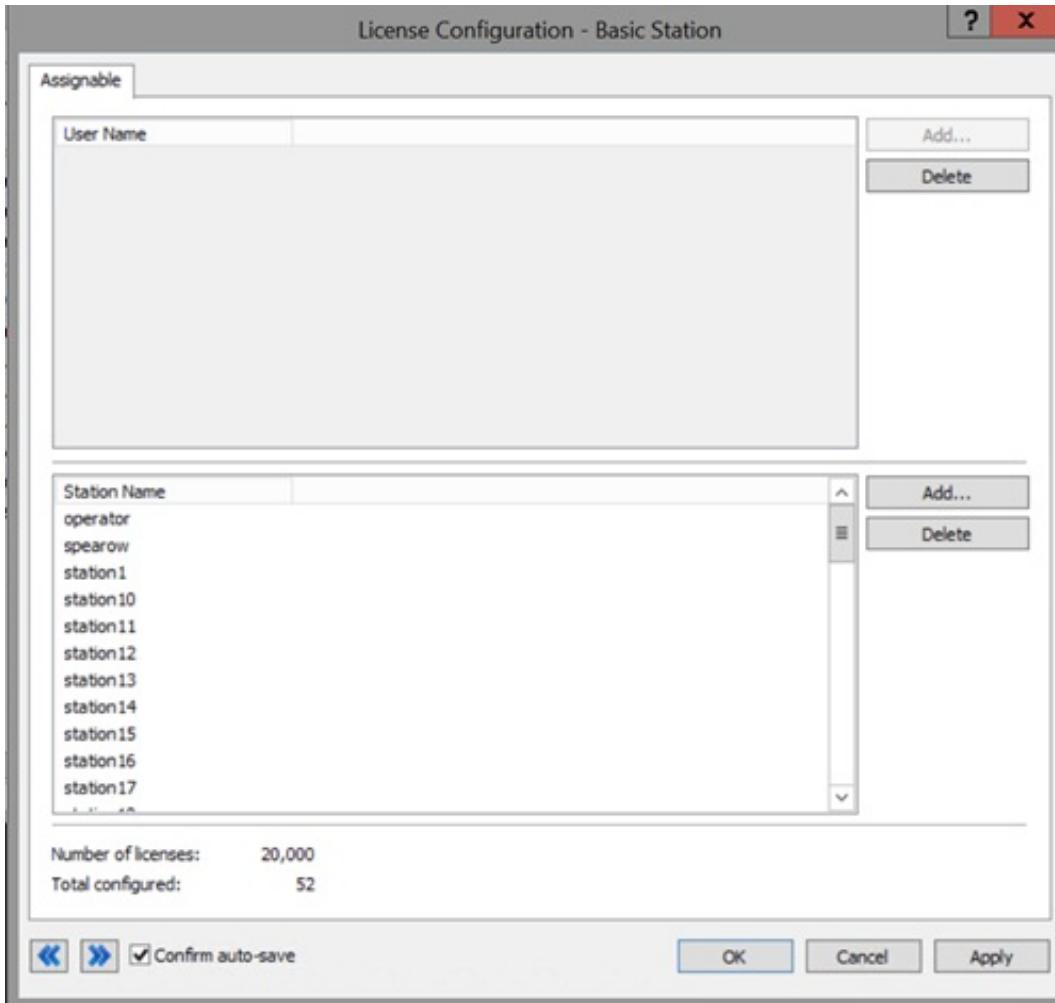 License Configuration - Basic Station
?
X
Assignable
User Name
Add...
Delete
Station Name
Add...
operator
Delete
spearow
station1
station10
station11
station12
station13
station14
station15
station16
station17
Number of licenses: 20,000
Total configured: 52
Confirm auto-save
OK
Cancel
Apply